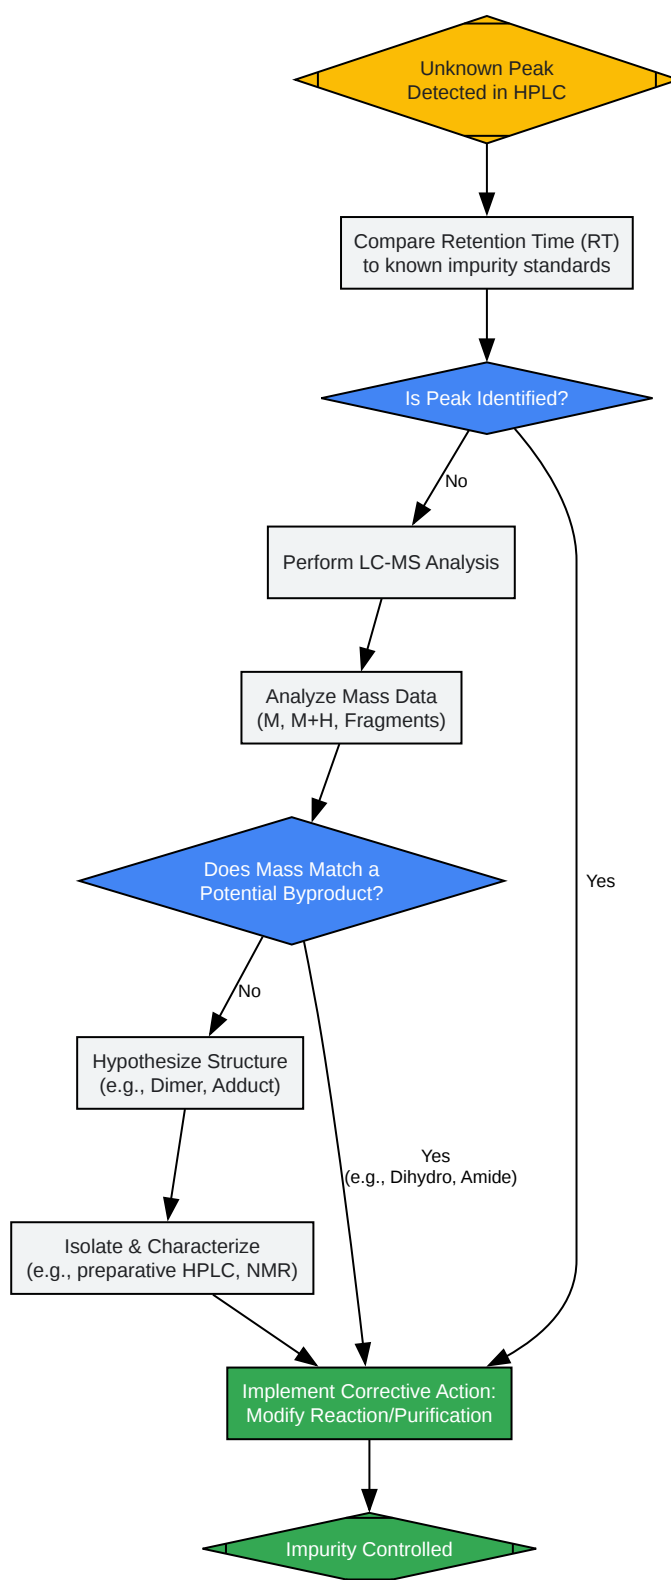 Unknown Peak
Detected in HPLC
Compare Retention Time (RT)
to known impurity standards
Is Peak Identified?
No
Perform LC-MS Analysis
Analyze Mass Data
(M, M+H, Fragments)
Does Mass Match a
Potential Byproduct?
Yes
No
Hypothesize Structure
(e.g., Dimer, Adduct)
Yes
(e.g., Dihydro, Amide)
Isolate & Characterize
(e.g., preparative HPLC, NMR)
Implement Corrective Action:
Modify Reaction/Purification
Impurity Controlled